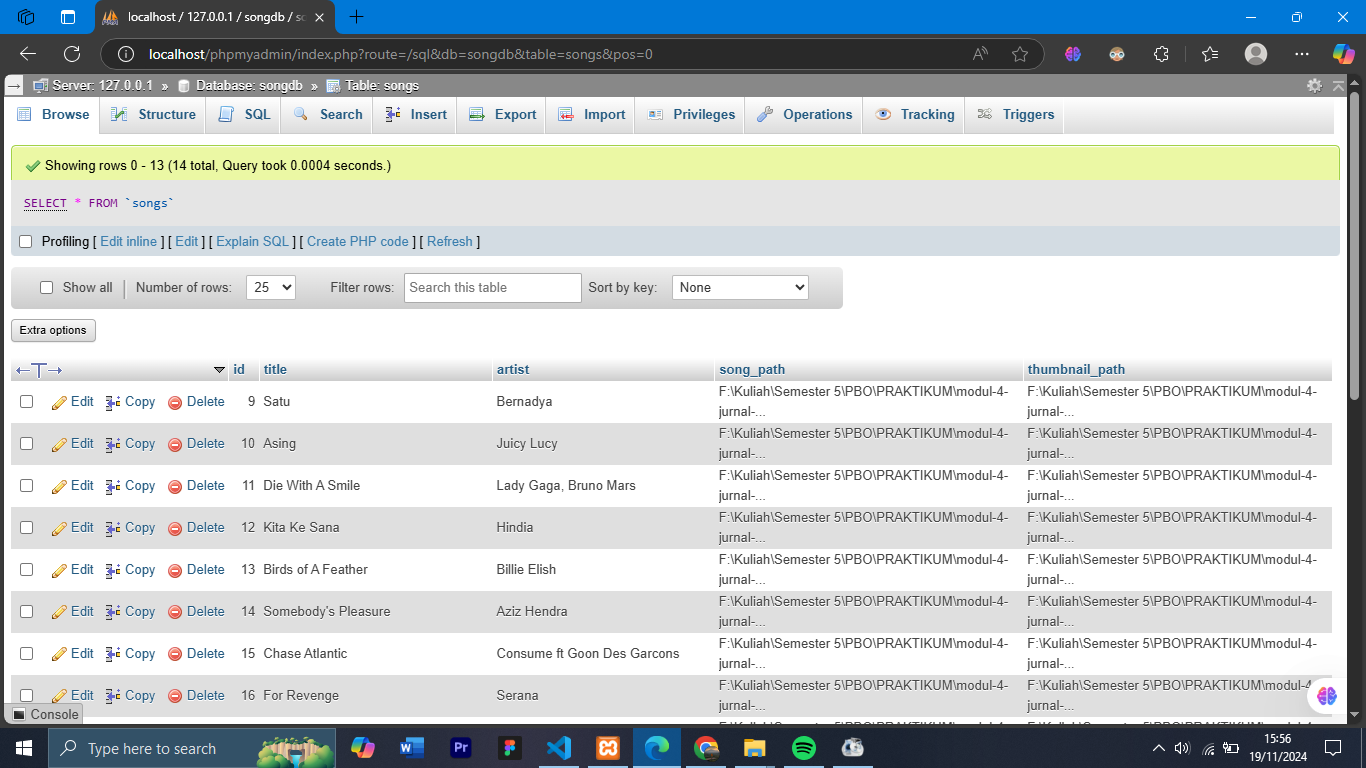 localhost / 127.0.0.1 / songdb / so
localhost/phpmyadmin/index.php?route=/sql&db=songdb&table=songs&pos=0
Server: 127.0.0.1 » Database: songdb » Table: songs
Browse Structure SQL Search Insert Export Import Privileges Operations Tracking Triggers
Showing rows 0 - 13 (14 total, Query took 0.0004 seconds.)
SELECT * FROM `songs`
Profiling [ Edit inline ] [ Edit ] [ Explain SQL ] [ Create PHP code ] [ Refresh ]
Show all | Number of rows: 25 Filter rows: Search this table Sort by key: None
Extra options
←T→ id title artist song_path thumbnail_path
Edit Copy Delete 9 Satu Bernadya F:\Kuliah\Semester 5\PBO\PRAKTIKUM\modul-4- F:\Kuliah\Semester 5\PBO\PRAKTIKUM\modul-4-
jurnal-... jurnal-...
Edit Copy Delete 10 Asing Juicy Lucy F:\Kuliah\Semester 5\PBO\PRAKTIKUM\modul-4- F:\Kuliah\Semester 5\PBO\PRAKTIKUM\modul-4-
jurnal-... jurnal-...
Edit Copy Delete 11 Die With A Smile Lady Gaga, Bruno Mars F:\Kuliah\Semester 5\PBO\PRAKTIKUM\modul-4- F:\Kuliah\Semester 5\PBO\PRAKTIKUM\modul-4-
jurnal-... jurnal-...
Edit Copy Delete 12 Kita Ke Sana Hindia F:\Kuliah\Semester 5\PBO\PRAKTIKUM\modul-4- F:\Kuliah\Semester 5\PBO\PRAKTIKUM\modul-4-
jurnal-... jurnal-...
Edit Copy Delete 13 Birds of A Feather Billie Elish F:\Kuliah\Semester 5\PBO\PRAKTIKUM\modul-4- F:\Kuliah\Semester 5\PBO\PRAKTIKUM\modul-4-
jurnal-... jurnal-...
Edit Copy Delete 14 Somebody's Pleasure Aziz Hendra F:\Kuliah\Semester 5\PBO\PRAKTIKUM\modul-4- F:\Kuliah\Semester 5\PBO\PRAKTIKUM\modul-4-
jurnal-... jurnal-...
Edit Copy Delete 15 Chase Atlantic Consume ft Goon Des Garcons F:\Kuliah\Semester 5\PBO\PRAKTIKUM\modul-4- F:\Kuliah\Semester 5\PBO\PRAKTIKUM\modul-4-
jurnal-... jurnal-...
Edit Copy Delete 16 For Revenge Serana F:\Kuliah\Semester 5\PBO\PRAKTIKUM\modul-4- F:\Kuliah\Semester 5\PBO\PRAKTIKUM\modul-4-
jurnal-... jurnal-...
Console
Type here to search
15:56
19/11/2024